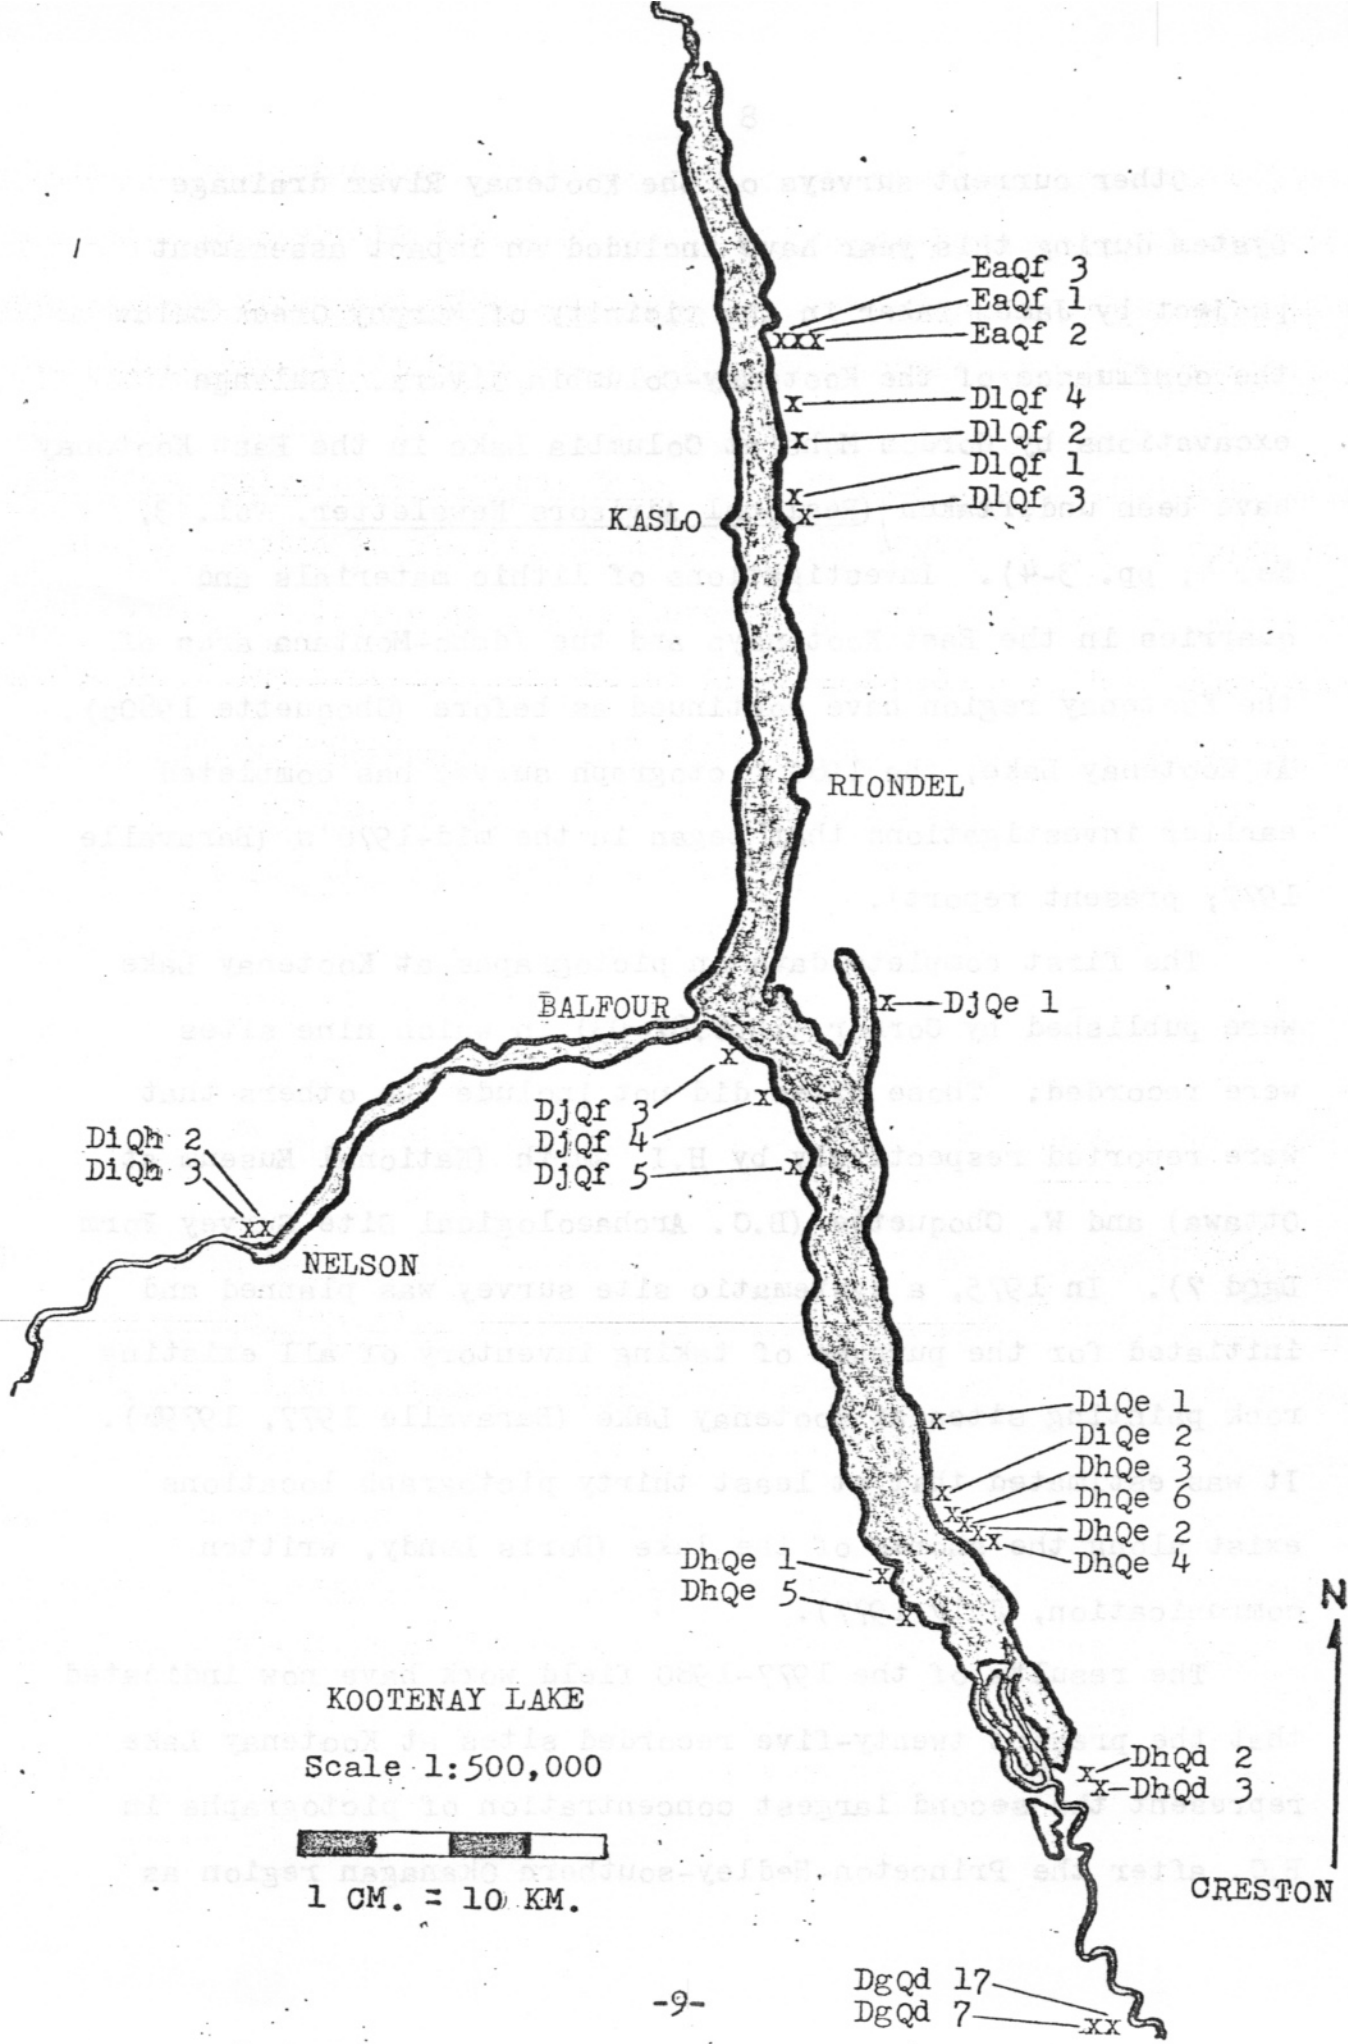 EaQf 3
EaQf 1
EaQf 2
xxx
x DlQf 4
x DlQf 2
x DlQf 1
x DlQf 3
KASLO
RIONDEL
BALFOUR
x DjQe 1
x
x
x
DjQf 3
DjQf 4
DjQf 5
DiQh 2
DiQh 3
xx
NELSON
x DiQe 1
x DiQe 2
x DhQe 3
x DhQe 6
x DhQe 2
x DhQe 4
DhQe 1 x
DhQe 5 x
N
KOOTENAY LAKE
Scale 1:500,000
1 CM. = 10 KM.
x DhQd 2
x DhQd 3
CRESTON
DgQd 17
DgQd 7
xx
-9-